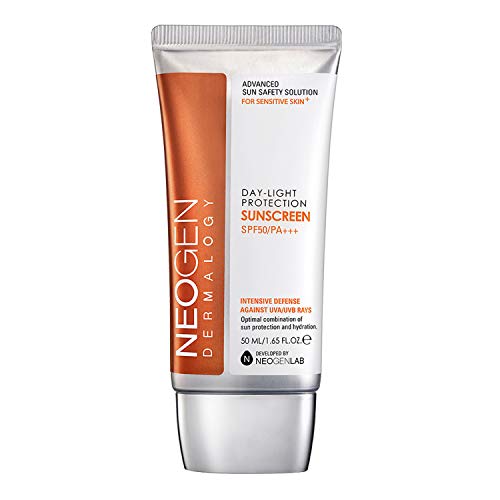 NEOGEN
DERMALOGY
ADVANCED
SUN SAFETY SOLUTION
FOR SENSITIVE SKIN+
DAY-LIGHT
PROTECTION
SUNSCREEN
SPF50/PA+++
INTENSIVE DEFENSE
AGAINST UVA/UVB RAYS
Optimal combination of
sun protection and hydration.
50 ML/1.65 FL.OZ.℮
N
DEVELOPED BY
NEOGENLAB